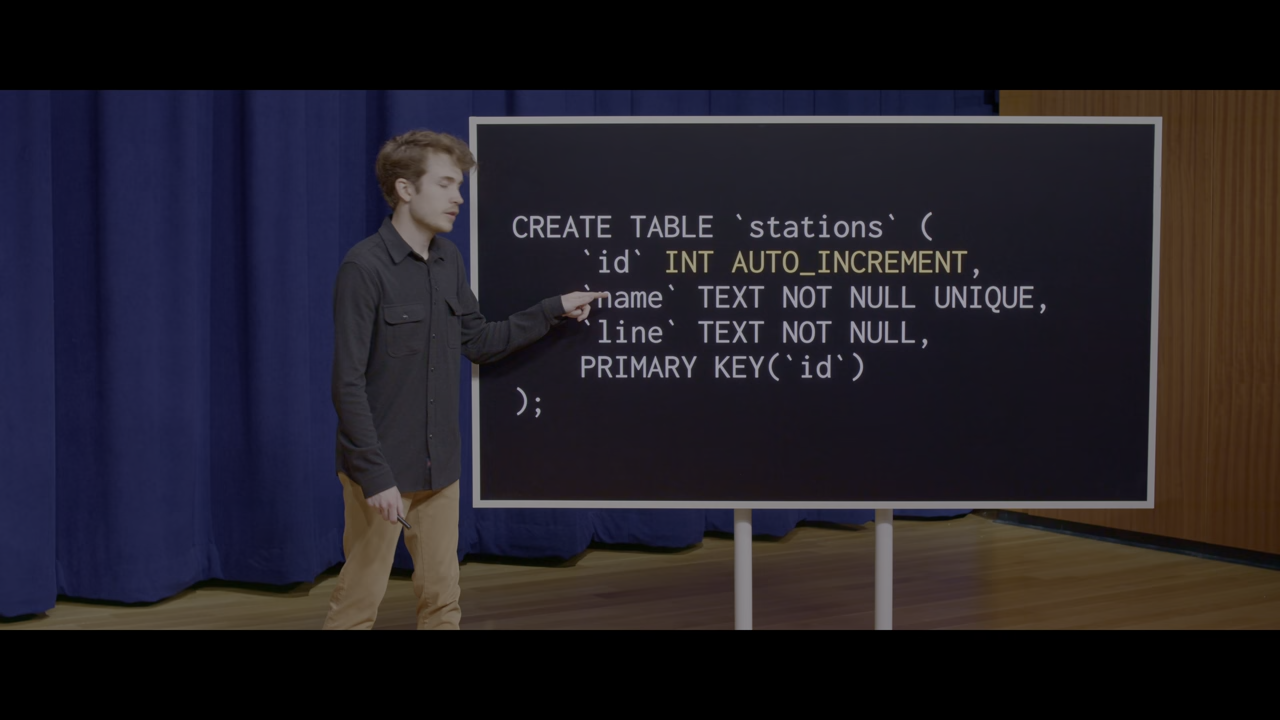 CREATE TABLE `stations` (
`id` INT AUTO_INCREMENT,
`name` TEXT NOT NULL UNIQUE,
`line` TEXT NOT NULL,
PRIMARY KEY(`id`)
);